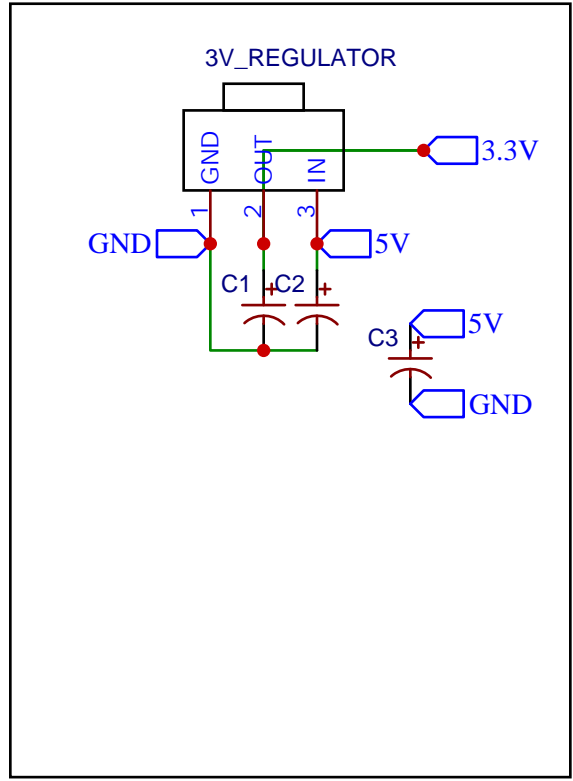 3V_REGULATOR
GND
OUT
IN
3.3V
1
2
3
GND
5V
C1
+
C2
+
5V
C3
+
GND